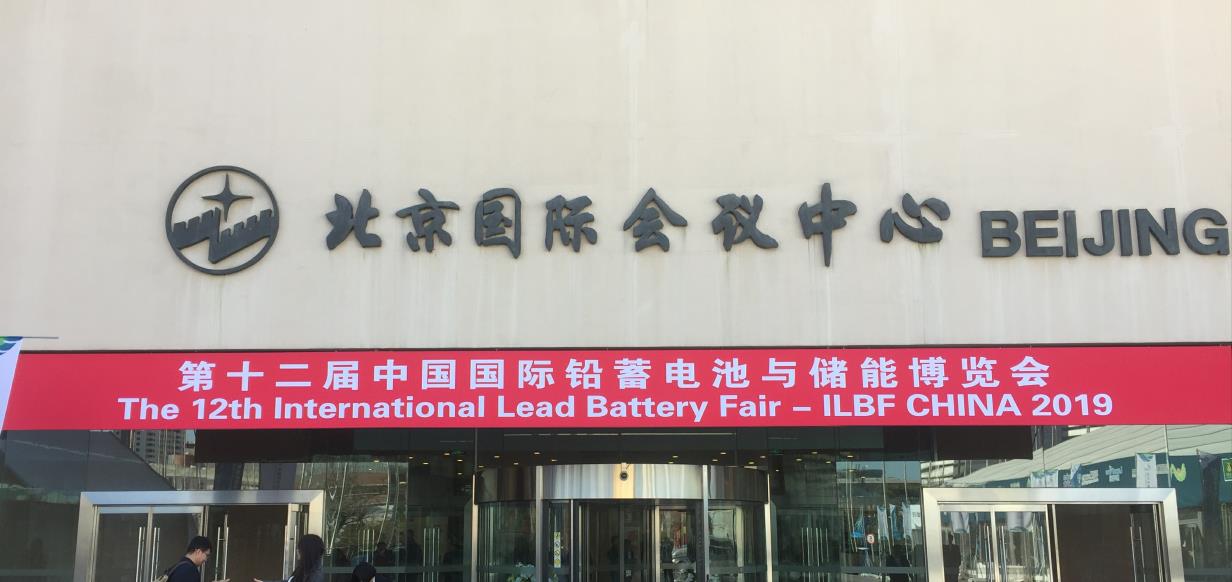 北京国际会议中心 BEIJING
第十二届中国国际铅蓄电池与储能博览会
The 12th International Lead Battery Fair – ILBF CHINA 2019